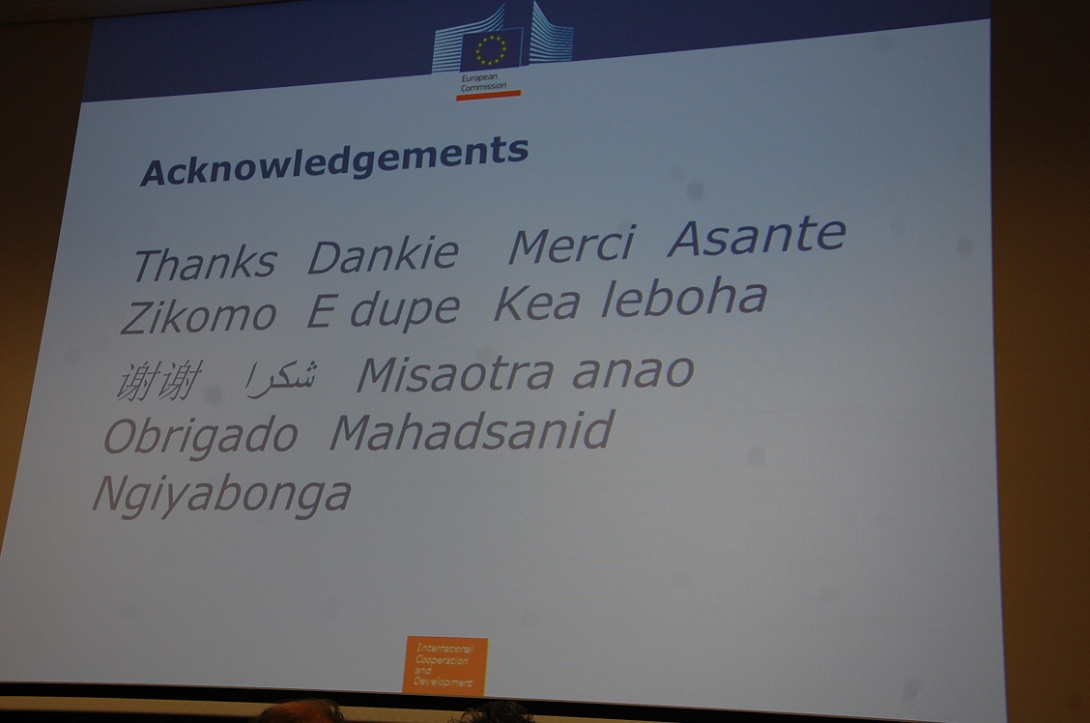 European
Commission
Acknowledgements
Thanks Dankie Merci Asante
Zikomo E dupe Kea leboha
谢谢 شكرا Misaotra anao
Obrigado Mahadsanid
Ngiyabonga
International
Cooperation
and
Development